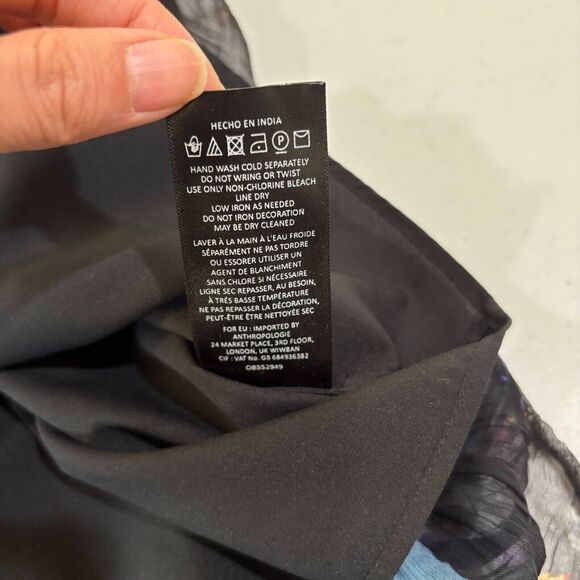 HECHO EN INDIA
HAND WASH COLD SEPARATELY
DO NOT WRING OR TWIST
USE ONLY NON-CHLORINE BLEACH
LINE DRY
LOW IRON AS NEEDED
DO NOT IRON DECORATION
MAY BE DRY CLEANED
LAVER À LA MAIN À L'EAU FROIDE
SÉPARÉMENT NE PAS TORDRE
OU ESSORER UTILISER UN
AGENT DE BLANCHIMENT
SANS CHLORE SI NÉCESSAIRE
LIGNE SEC REPASSER, AU BESOIN,
À TRÈS BASSE TEMPÉRATURE
NE PAS REPASSER LA DÉCORATION,
PEUT-ÊTRE ÊTRE NETTOYÉE SEC
FOR EU : IMPORTED BY
ANTHROPOLOGIE
24 MARKET PLACE, 3RD FLOOR,
LONDON, UK WIWBAN
CIF : VAT No. GB 684936382
OB552949